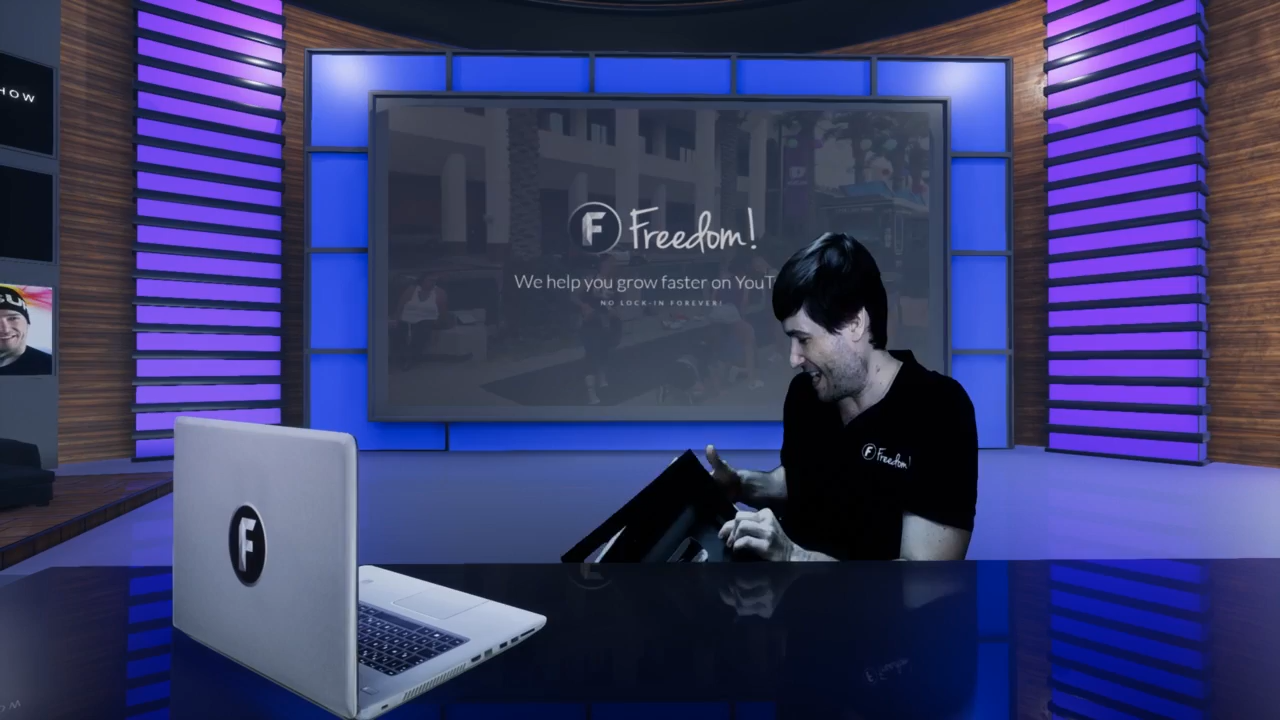 HOW
F Freedom!
We help you grow faster on YouT
NO LOCK-IN FOREVER!
F Freedom!
F